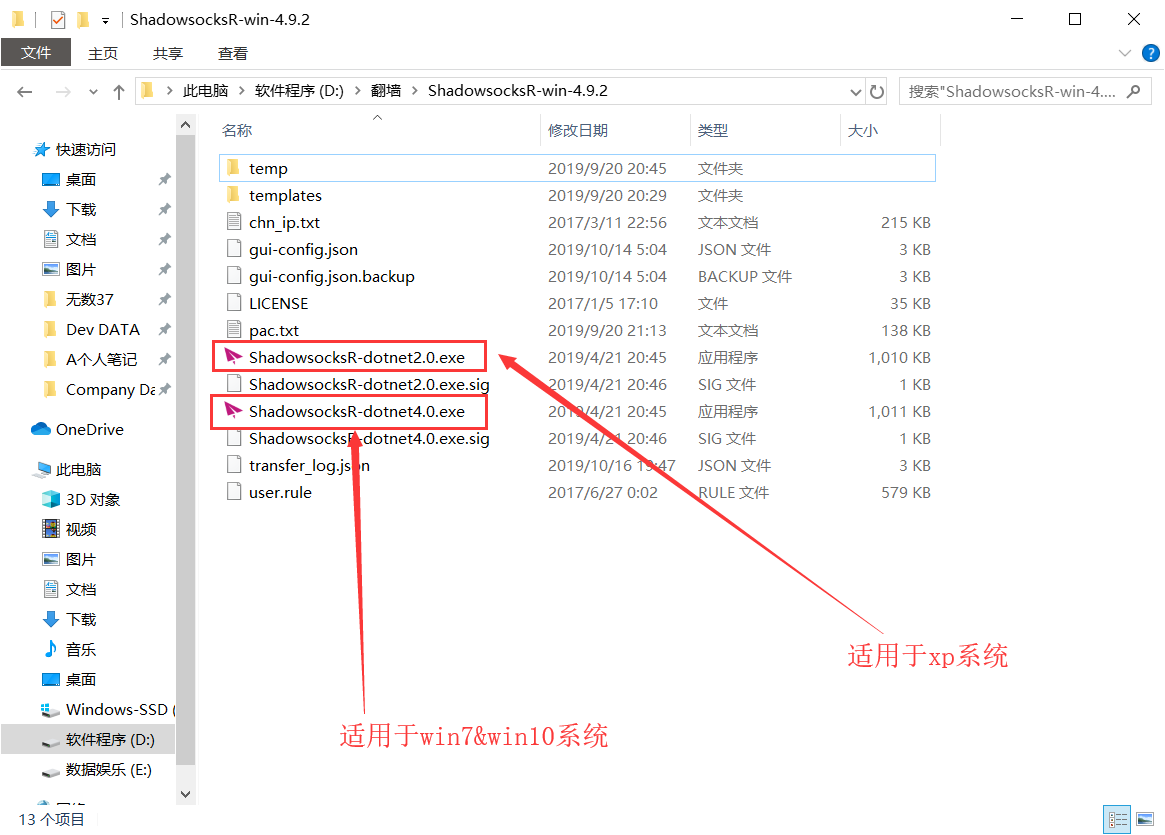 ShadowsocksR-win-4.9.2
文件 主页 共享 查看
此电脑 软件程序 (D:) 翻墙 ShadowsocksR-win-4.9.2 搜索"ShadowsocksR-win-4....
名称 修改日期 类型 大小
temp 2019/9/20 20:45 文件夹
templates 2019/9/20 20:29 文件夹
chn_ip.txt 2017/3/11 22:56 文本文档 215 KB
gui-config.json 2019/10/14 5:04 JSON 文件 3 KB
gui-config.json.backup 2019/10/14 5:04 BACKUP 文件 3 KB
LICENSE 2017/1/5 17:10 文件 35 KB
pac.txt 2019/9/20 21:13 文本文档 138 KB
ShadowsocksR-dotnet2.0.exe 2019/4/21 20:45 应用程序 1,010 KB
ShadowsocksR-dotnet2.0.exe.sig 2019/4/21 20:46 SIG 文件 1 KB
ShadowsocksR-dotnet4.0.exe 2019/4/21 20:45 应用程序 1,011 KB
ShadowsocksR-dotnet4.0.exe.sig 2019/4/21 20:46 SIG 文件 1 KB
transfer_log.json 2019/10/16 19:47 JSON 文件 3 KB
user.rule 2017/6/27 0:02 RULE 文件 579 KB
快速访问
桌面
下载
文档
图片
无数37
Dev DATA
A个人笔记
Company Da
OneDrive
此电脑
3D 对象
视频
图片
文档
下载
音乐
桌面
Windows-SSD (
软件程序 (D:)
数据娱乐 (E:)
适用于xp系统
适用于win7&win10系统
13 个项目